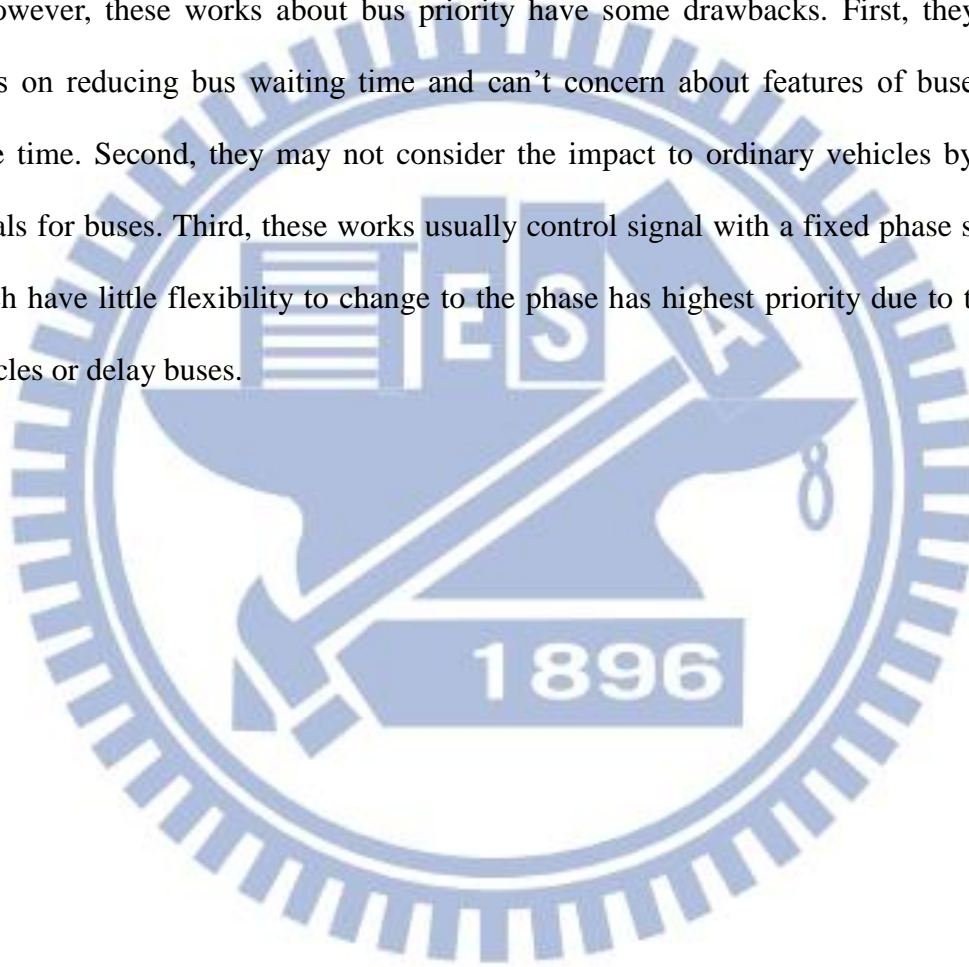 owever, these works about bus priority have some drawbacks. First, they
s on reducing bus waiting time and can’t concern about features of buse
e time. Second, they may not consider the impact to ordinary vehicles by
als for buses. Third, these works usually control signal with a fixed phase s
h have little flexibility to change to the phase has highest priority due to t
cles or delay buses.
E S A
8
1896